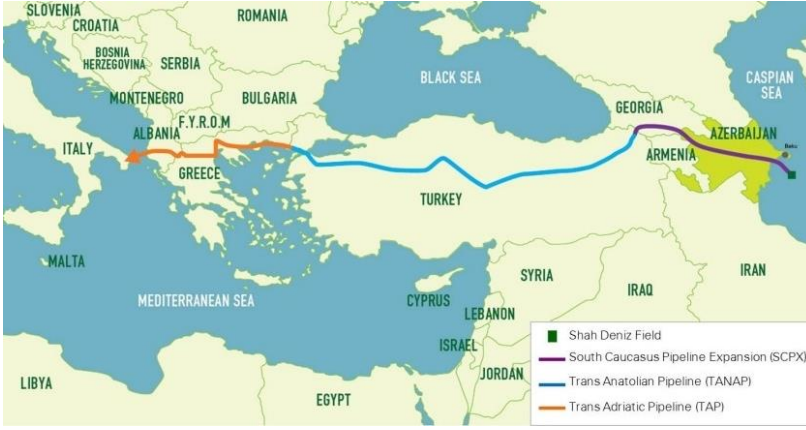 SLOVENIA
CROATIA
ROMANIA
BOSNIA
HERZEGOVINA
SERBIA
BLACK SEA
CASPIAN
SEA
MONTENEGRO
BULGARIA
GEORGIA
F.Y.R.O.M
ALBANIA
AZERBAIJAN
Baku
ITALY
ARMENIA
GREECE
TURKEY
MALTA
SYRIA
IRAN
MEDITERRANEAN SEA
CYPRUS
IRAQ
LEBANON
ISRAEL
JORDAN
LIBYA
EGYPT
Shah Deniz Field
South Caucasus Pipeline Expansion (SCPX)
Trans Anatolian Pipeline (TANAP)
Trans Adriatic Pipeline (TAP)